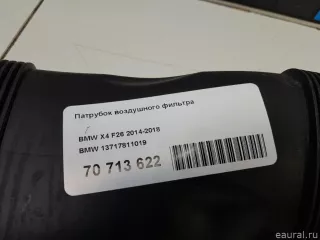 Патрубок воздушного фильтра
BMW X4 F26 2014-2018
BMW 13717811019
70 713 622
eaural.ru